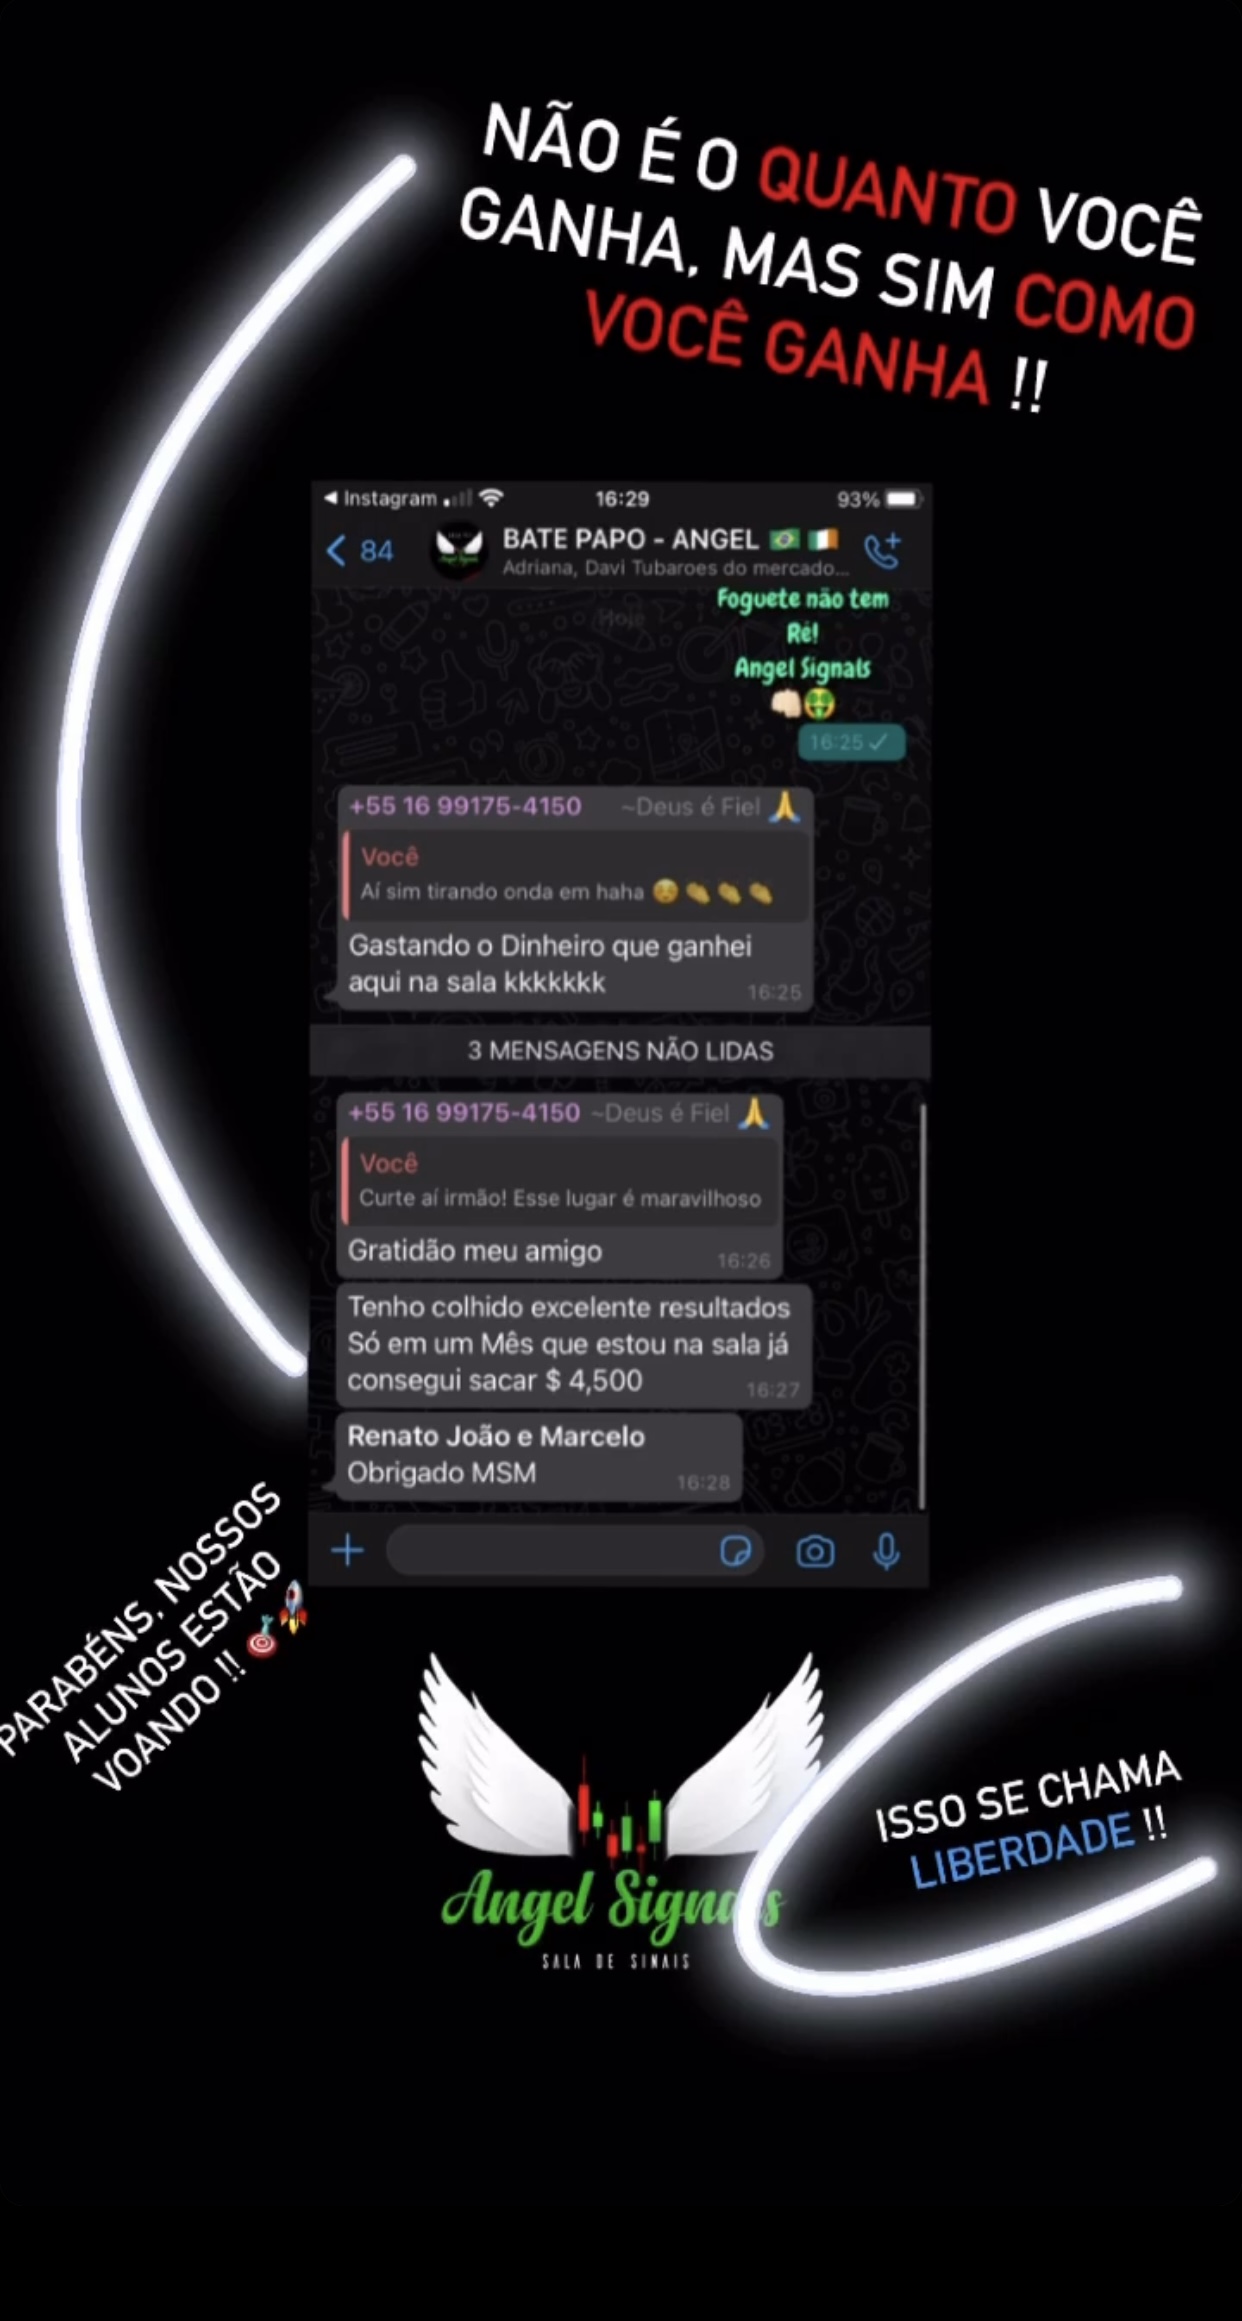 NÃO É O QUANTO VOCÊ
GANHA, MAS SIM COMO
VOCÊ GANHA !!
Instagram 16:29 93%
84 BATE PAPO - ANGEL 🇧🇷 🇮🇪
Adriana, Davi Tubaroes do mercado...
Hoje
Foguete não tem
Ré!
Angel Signals
👊🏻🤑
16:25
+55 16 99175-4150 ~Deus é Fiel 🙏
Você
Aí sim tirando onda em haha ☺️👏👏👏
Gastando o Dinheiro que ganhei
aqui na sala kkkkkkk
16:25
3 MENSAGENS NÃO LIDAS
+55 16 99175-4150 ~Deus é Fiel 🙏
Você
Curte aí irmão! Esse lugar é maravilhoso
Gratidão meu amigo
16:26
Tenho colhido excelente resultados
Só em um Mês que estou na sala já
consegui sacar $ 4,500
16:27
Renato João e Marcelo
Obrigado MSM
16:28
PARABÉNS, NOSSOS
ALUNOS ESTÃO
VOANDO !! 🎯🚀
Angel Signals
SALA DE SINAIS
ISSO SE CHAMA
LIBERDADE !!